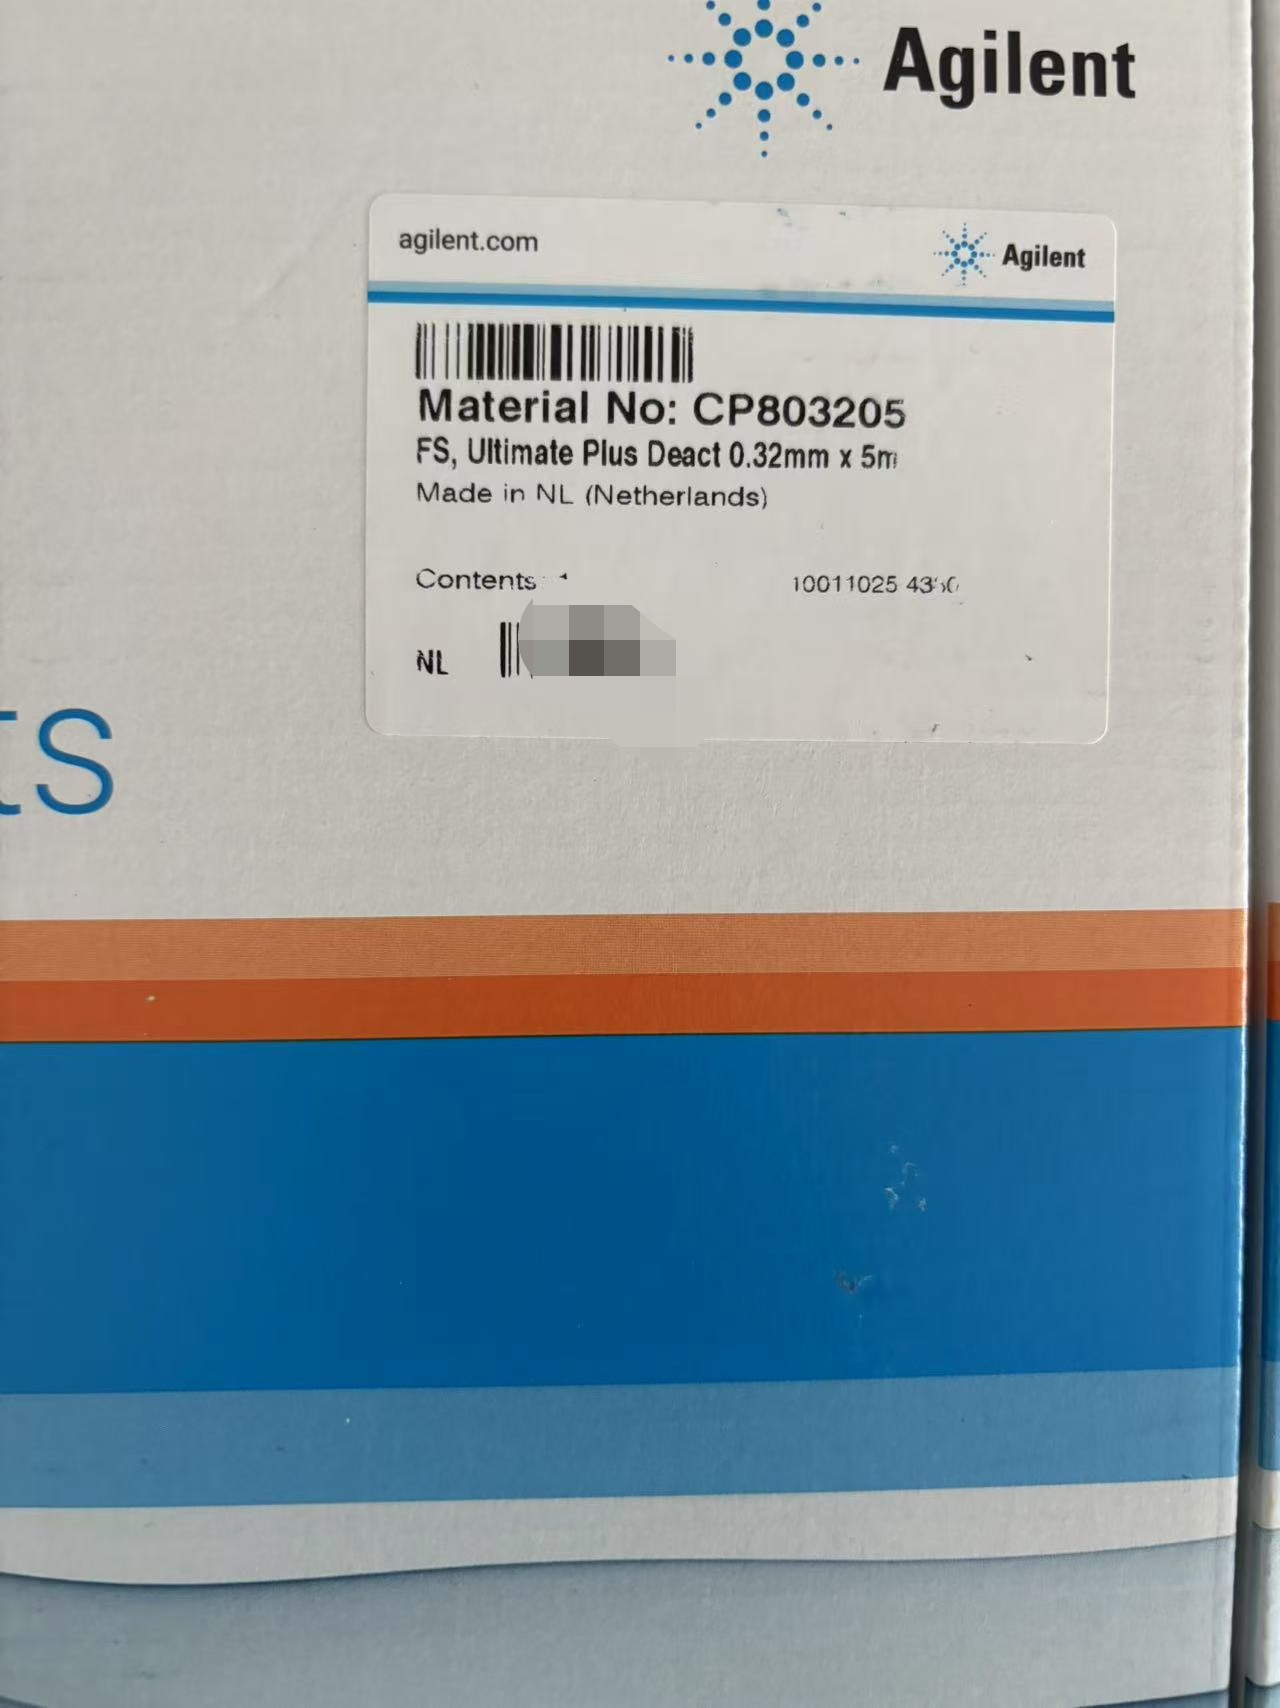 Agilent
agilent.com
Agilent
Material No: CP803205
FS, Ultimate Plus Deact 0.32mm x 5m
Made in NL (Netherlands)
Contents
10011025
NL
ts